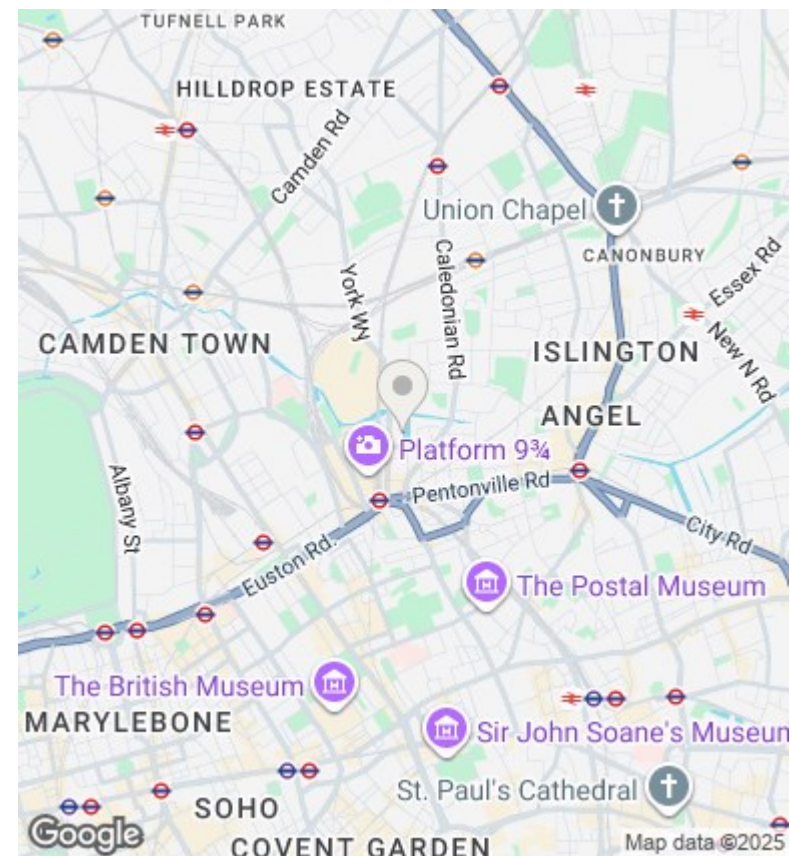 TUFNELL PARK
HILLDROP ESTATE
Camden Rd
Union Chapel
CANONBURY
Essex Rd
York Wy
Caledonian Rd
New N Rd
CAMDEN TOWN
ISLINGTON
ANGEL
Platform 9¾
Albany St
Pentonville Rd
City Rd
Euston Rd.
The Postal Museum
The British Museum
MARYLEBONE
Sir John Soane's Museum
St. Paul's Cathedral
SOHO
Google
COVENT GARDEN
Map data ©2025